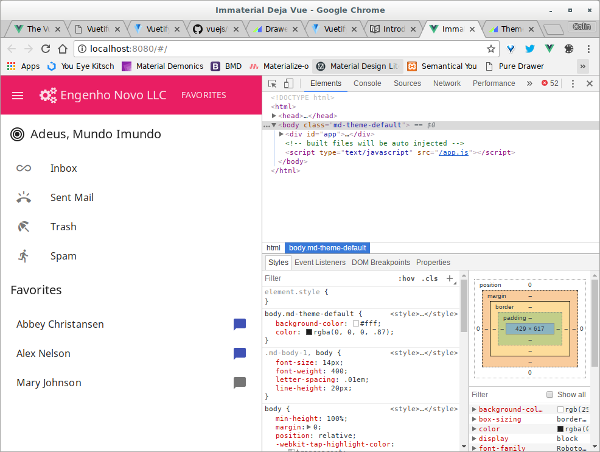 Immaterial Deja Vue - Google Chrome
The V
Vuetifi
Vuetif
vuejs/
Drawe
Vuetif
Introd
Imma
Them
Calin
localhost:8080/#/
Apps You Eye Kitsch Material Demonics BMD Materialize-o Material Design Lit Semantical You Pure Drawer »
Engenho Novo LLC FAVORITES
Adeus, Mundo Imundo
Inbox
Sent Mail
Trash
Spam
Favorites
Abbey Christansen
Alex Nelson
Mary Johnson
Elements Console Sources Network Performance » 52
<!DOCTYPE html>
<html>
<head>…</head>
<body class="md-theme-default"> == $0
<div id="app">…</div>
<!-- built files will be auto injected -->
<script type="text/javascript" src="/app.js"></script>
</body>
</html>
html body.md-theme-default
Styles Event Listeners DOM Breakpoints Properties
Filter :hov .cls +
element.style {
}
body.md-theme-default { <style>…</style>
background-color: #fff;
color: rgba(0, 0, 0, .87);
}
.md-body-1, body { <style>…</style>
font-size: 14px;
font-weight: 400;
letter-spacing: .01em;
line-height: 20px;
}
body { <style>…</style>
min-height: 100%;
margin: 0;
position: relative;
-webkit-tap-highlight-color:
position 0
margin –
border –
padding –
0 – – – 429 × 617 – – – 0
–
–
–
0
Filter Show all
background-col… rgb(25
box-sizing border…
color rgba(0
display block
font-family Roboto…